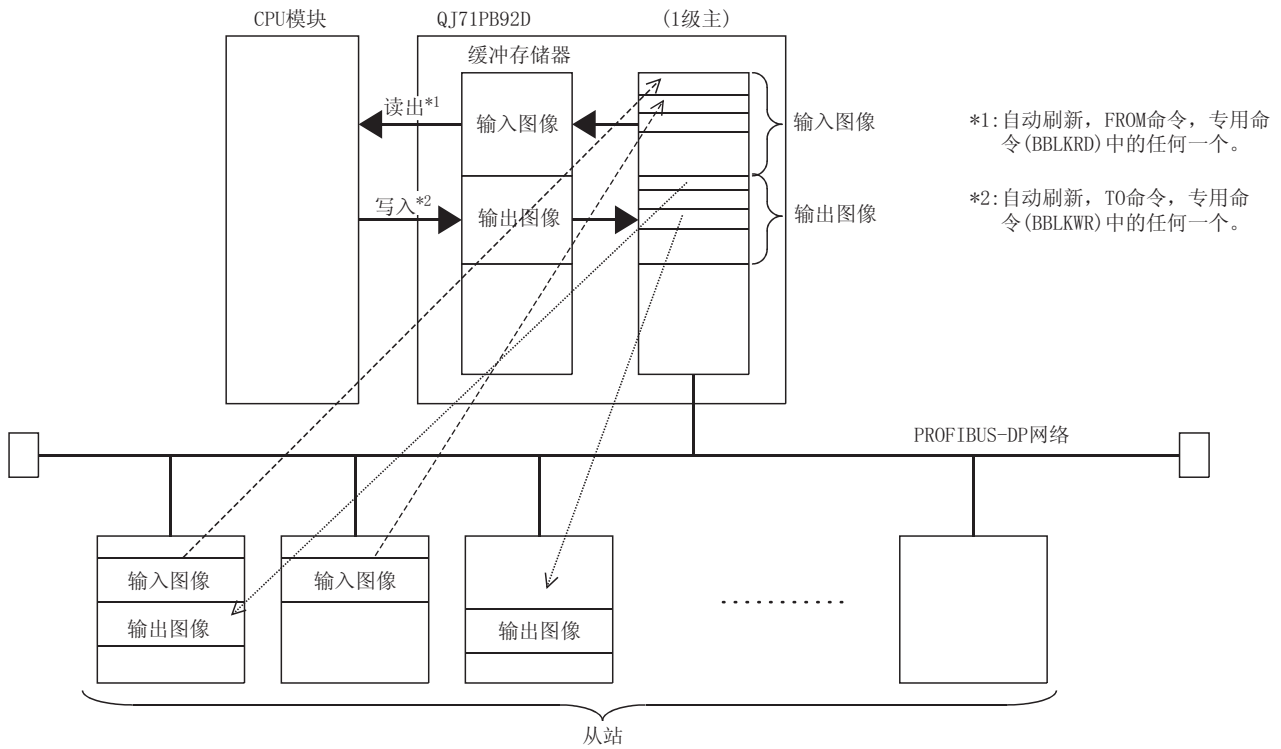 CPU模块
QJ71PB92D
(1级主)
缓冲存储器
读出*1
输入图像
输入图像
*1:自动刷新，FROM命令，专用命
令(BBLKRD)中的任何一个。
写入*2
输出图像
输出图像
*2:自动刷新，TO命令，专用命
令(BBLKWR)中的任何一个。
PROFIBUS-DP网络
输入图像
输入图像
输出图像
输出图像
从站